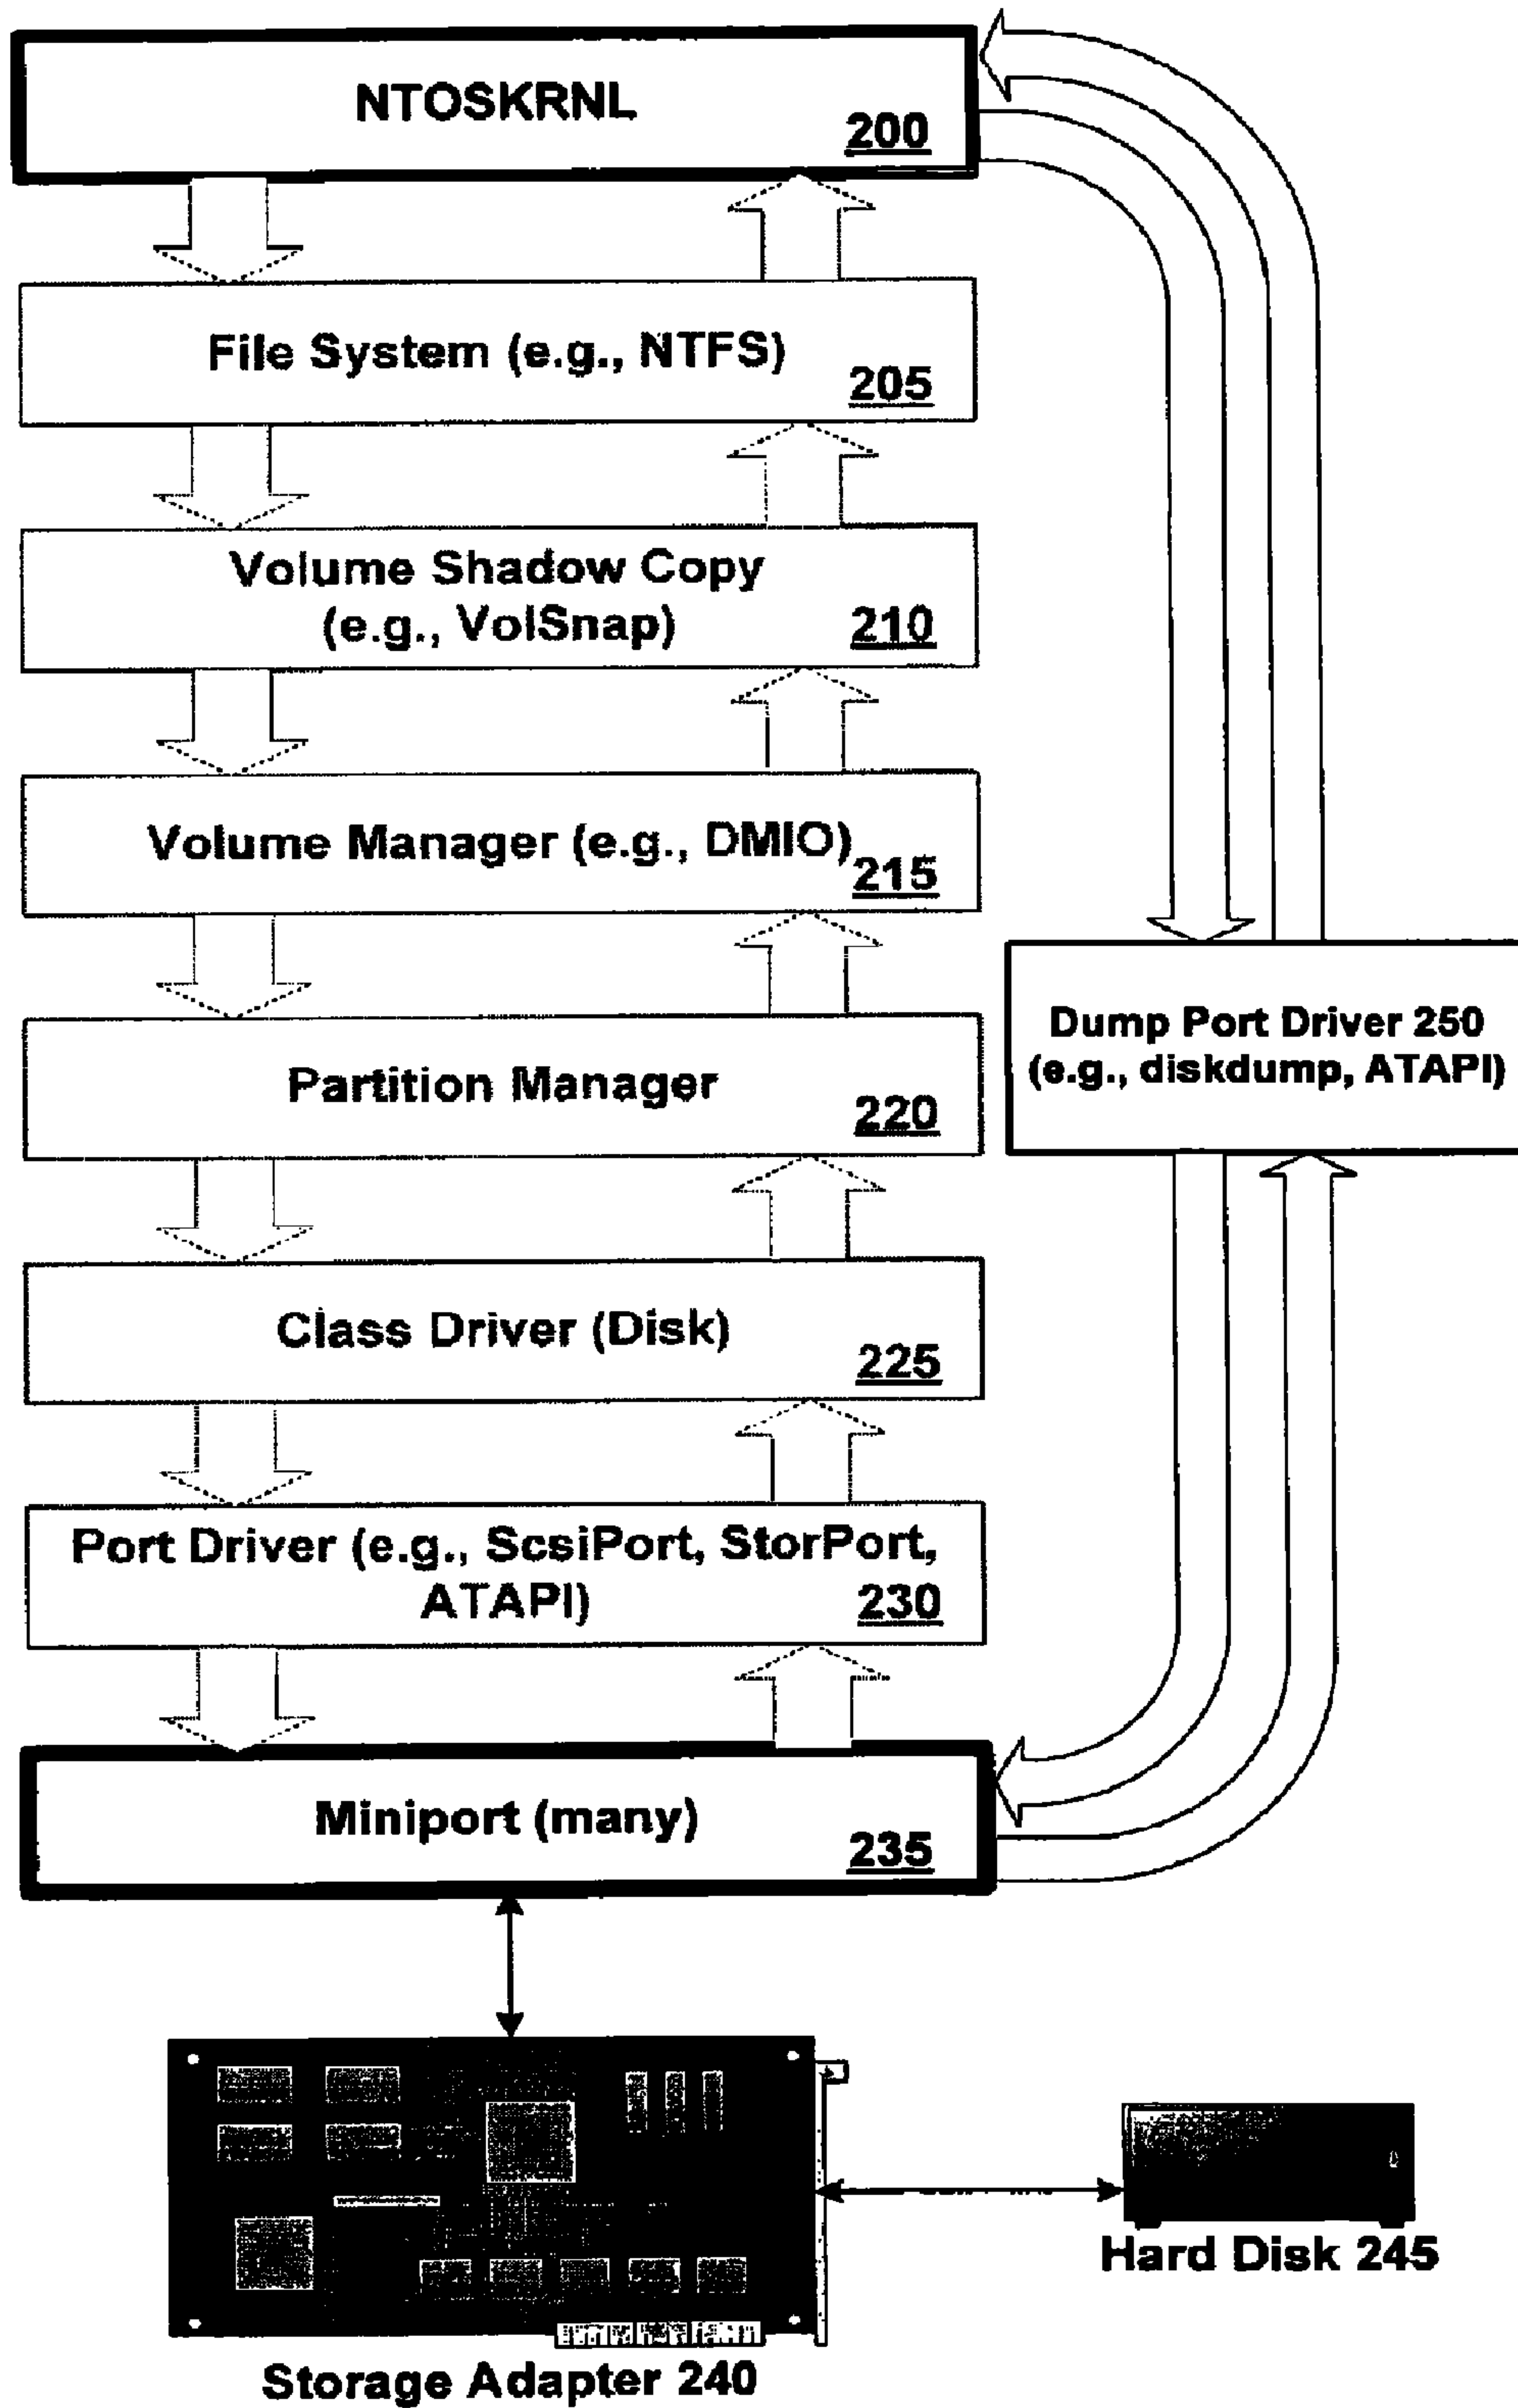 NTOSKRNL
200
File System (e.g., NTFS)
205
Volume Shadow Copy
(e.g., VolSnap)
210
Volume Manager (e.g., DMIO)
215
Partition Manager
220
Class Driver (Disk)
225
Port Driver (e.g., ScsiPort, StorPort,
ATAPI)
230
Miniport (many)
235
Dump Port Driver 250
(e.g., diskdump, ATAPI)
Storage Adapter 240
Hard Disk 245